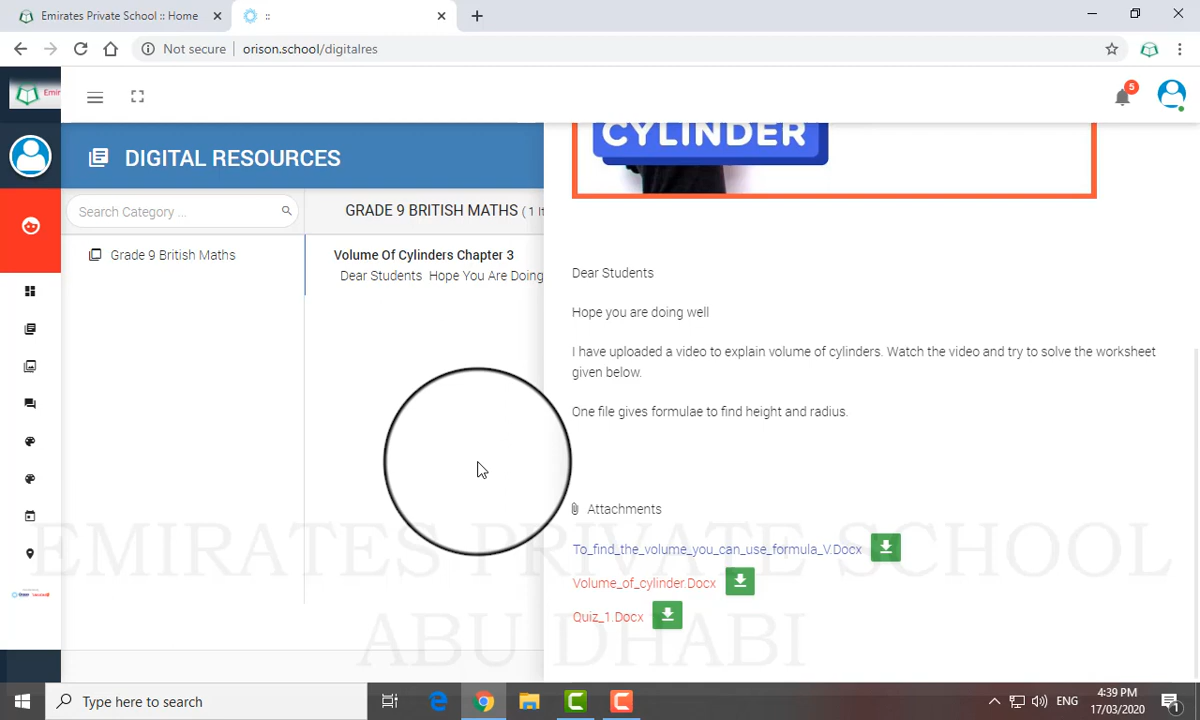 Emirates Private School :: Home
::
Not secure
orison.school/digitalres
5
DIGITAL RESOURCES
CYLINDER
Search Category ...
GRADE 9 BRITISH MATHS ( 1 It
Grade 9 British Maths
Volume Of Cylinders Chapter 3
Dear Students Hope You Are Doing
Dear Students
Hope you are doing well
I have uploaded a video to explain volume of cylinders. Watch the video and try to solve the worksheet
given below.
One file gives formulae to find height and radius.
Attachments
To_find_the_volume_you_can_use_formula_V.Docx
Volume_of_cylinder.Docx
Quiz_1.Docx
EMIRATES PRIVATE SCHOOL
ABU DHABI
Type here to search
ENG
4:39 PM
17/03/2020
1